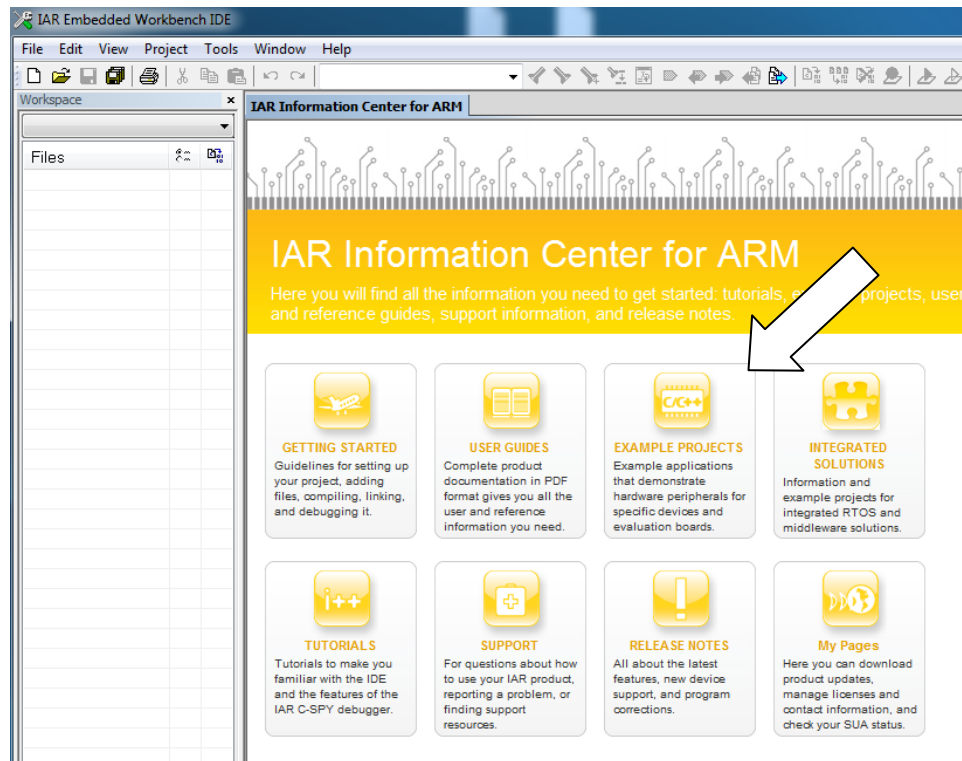 IAR Embedded Workbench IDE
File Edit View Project Tools Window Help
Workspace x
IAR Information Center for ARM
Files
IAR Information Center for ARM
Here you will find all the information you need to get started: tutorials, projects, user
and reference guides, support information, and release notes.
C/C++
GETTING STARTED
Guidelines for setting up
your project, adding
files, compiling, linking,
and debugging it.
USER GUIDES
Complete product
documentation in PDF
format gives you all the
user and reference
information you need.
EXAMPLE PROJECTS
Example applications
that demonstrate
hardware peripherals for
specific devices and
evaluation boards.
INTEGRATED
SOLUTIONS
Information and
example projects for
integrated RTOS and
middleware solutions.
i++
TUTORIALS
Tutorials to make you
familiar with the IDE
and the features of the
IAR C-SPY debugger.
SUPPORT
For questions about how
to use your IAR product,
reporting a problem, or
finding support
resources.
RELEASE NOTES
All about the latest
features, new device
support, and program
corrections.
My Pages
Here you can download
product updates,
manage licenses and
contact information, and
check your SUA status.